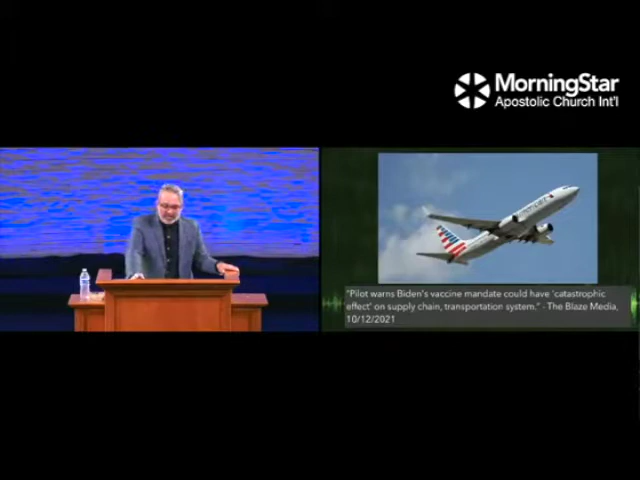 MorningStar
Apostolic Church Int'l
"Pilot warns Biden's vaccine mandate could have 'catastrophic
effect' on supply chain, transportation system." - The Blaze Media,
10/12/2021